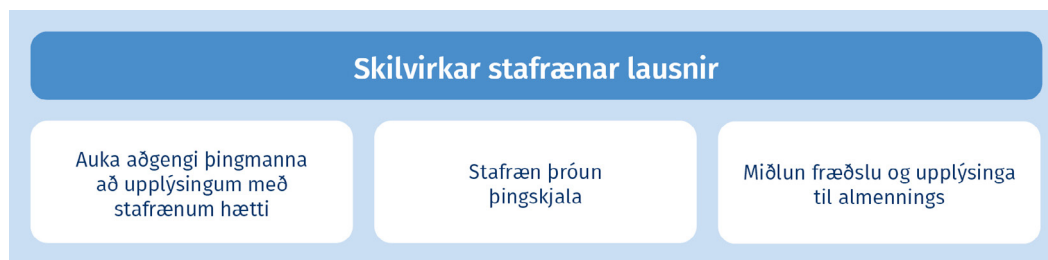 Skilvirkar stafrænar lausnir
Auka aðgengi þingmanna
að upplýsingum með
stafrænum hætti
Stafræn þróun
þingskjala
Miðlun fræðslu og upplýsinga
til almennings